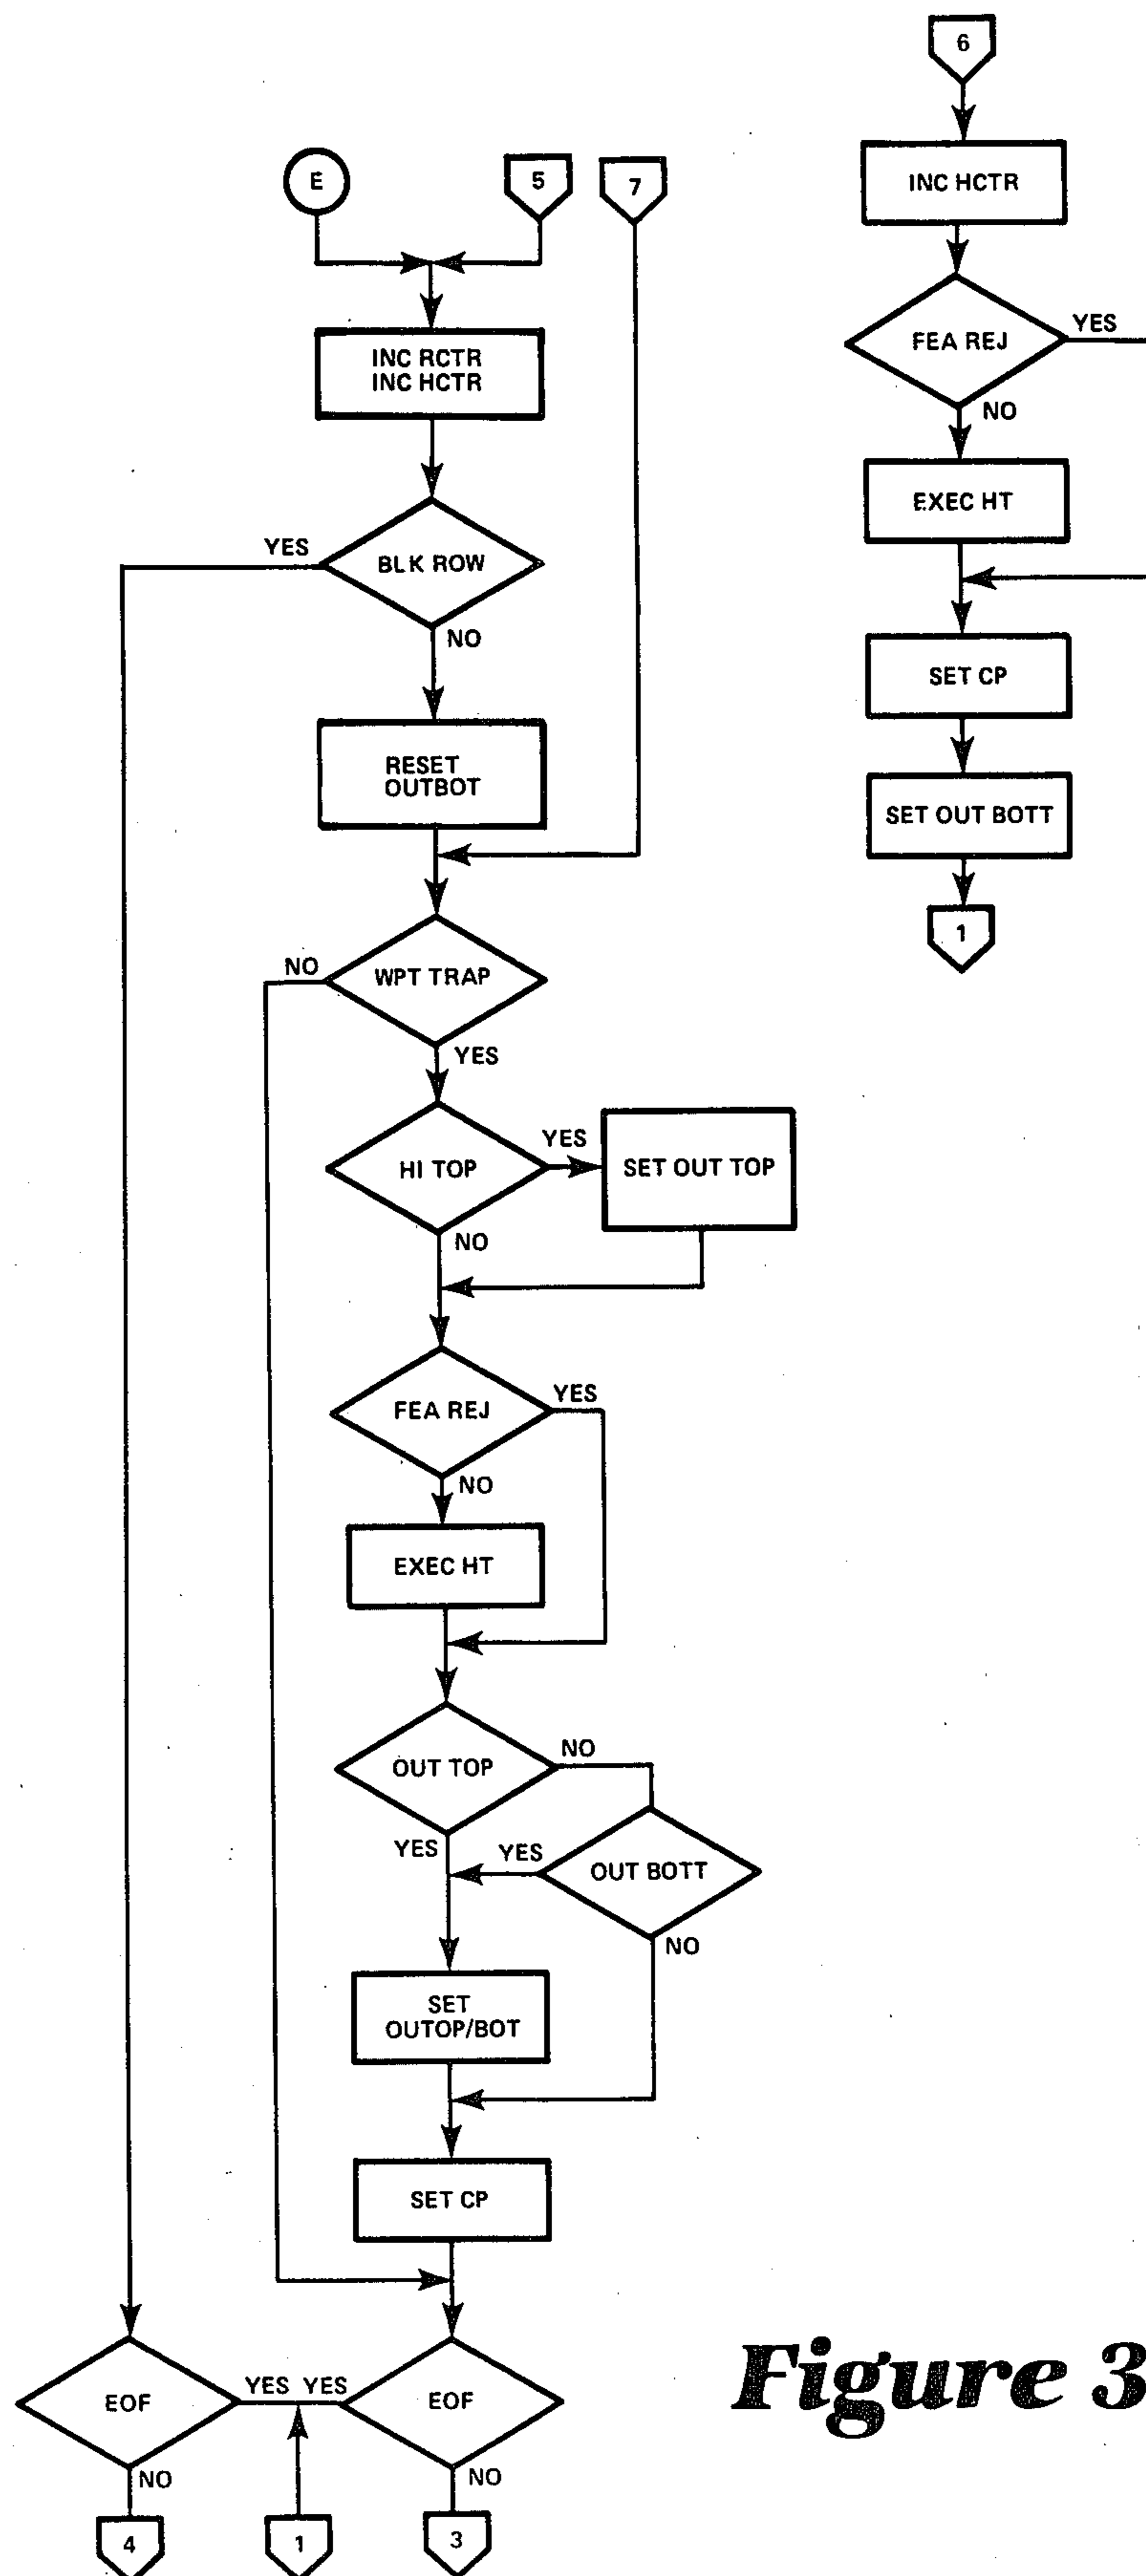 6
INC HCTR
FEA REJ
YES
NO
EXEC HT
SET CP
SET OUT BOTT
1
E
5
7
INC RCTR
INC HCTR
BLK ROW
YES
NO
RESET
OUTBOT
WPT TRAP
NO
YES
HI TOP
YES
SET OUT TOP
NO
FEA REJ
YES
NO
EXEC HT
OUT TOP
NO
YES
YES
OUT BOTT
NO
SET
OUTOP/BOT
SET CP
EOF
YES
YES
EOF
NO
NO
4
1
3
Figure 3